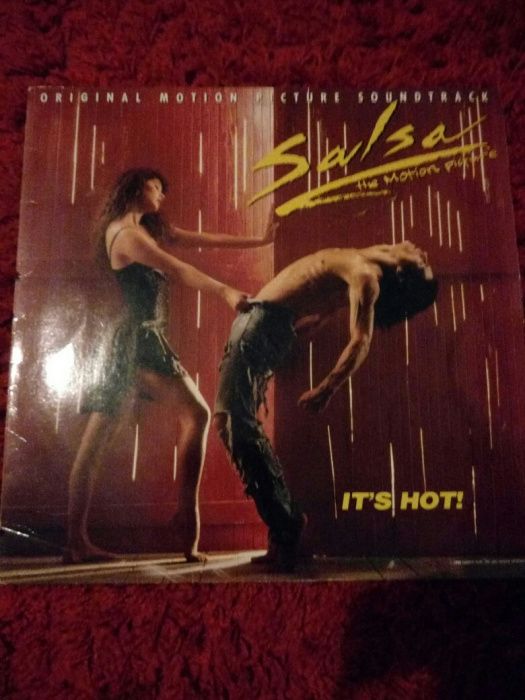 ORIGINAL MOTION PICTURE SOUNDTRACK
Salsa
the Motion Picture
IT'S HOT!